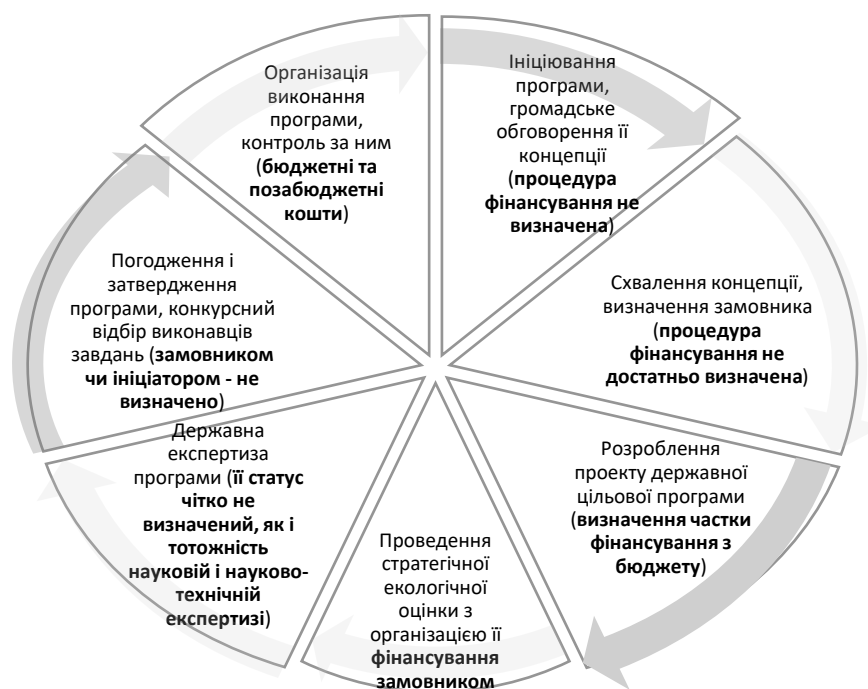 Ініціювання
програми,
громадське
обговорення її
концепції
(процедура
фінансування не
визначена)
Схвалення концепції,
визначення замовника
(процедура
фінансування не
достатньо визначена)
Розроблення
проекту державної
цільової програми
(визначення частки
фінансування з
бюджету)
Проведення
стратегічної
екологічної
оцінки з
організацією її
фінансування
замовником
Державна
експертиза
програми (її статус
чітко не
визначений, як і
тотожність
науковій і науково-
технічній
експертизі)
Погодження і
затвердження
програми, конкурсний
відбір виконавців
завдань (замовником
чи ініціатором - не
визначено)
Організація
виконання
програми,
контроль за ним
(бюджетні та
позабюджетні
кошти)